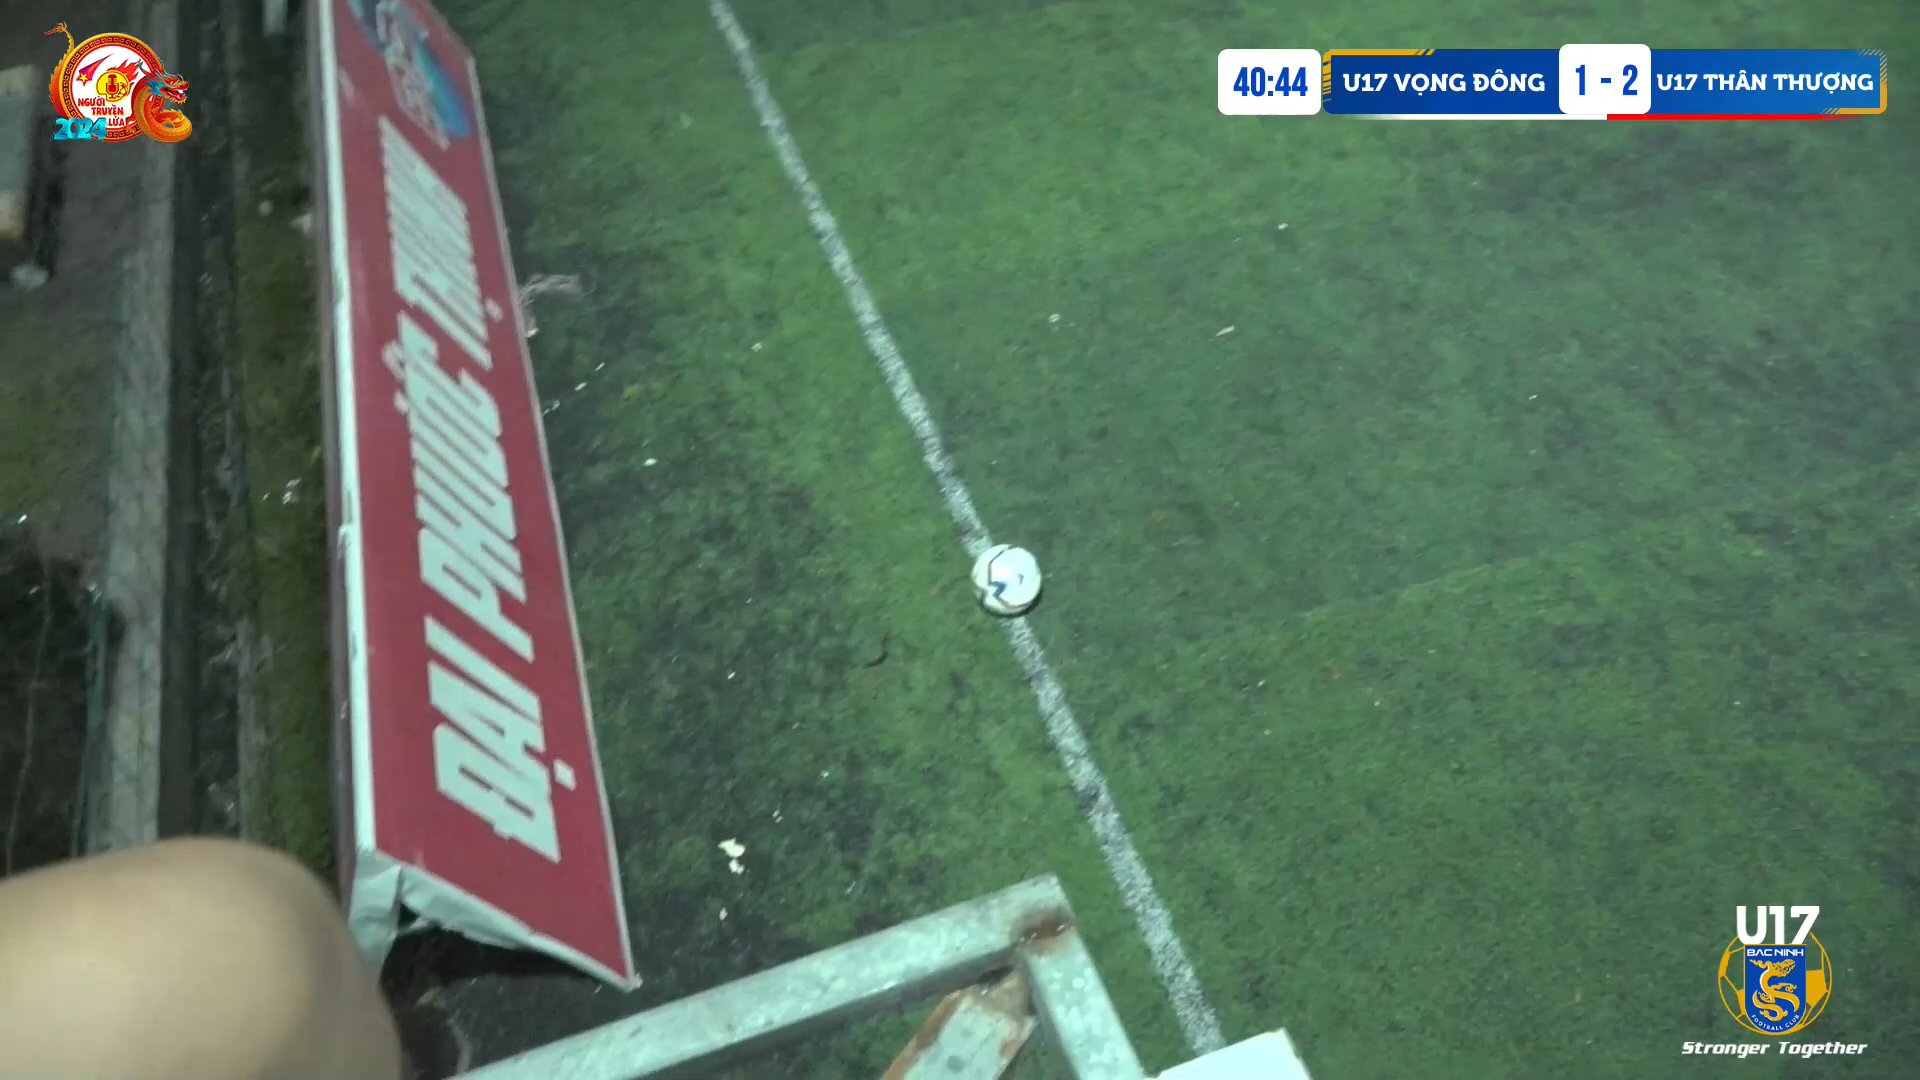 NGƯỜI
TRUYỀN
LỬA
2024
40:44
U17 VỌNG ĐÔNG
1 - 2
U17 THÂN THƯỢNG
ĐẠI PHƯỚC THỊNH
U17
BAC NINH
FOOTBALL CLUB
Stronger Together